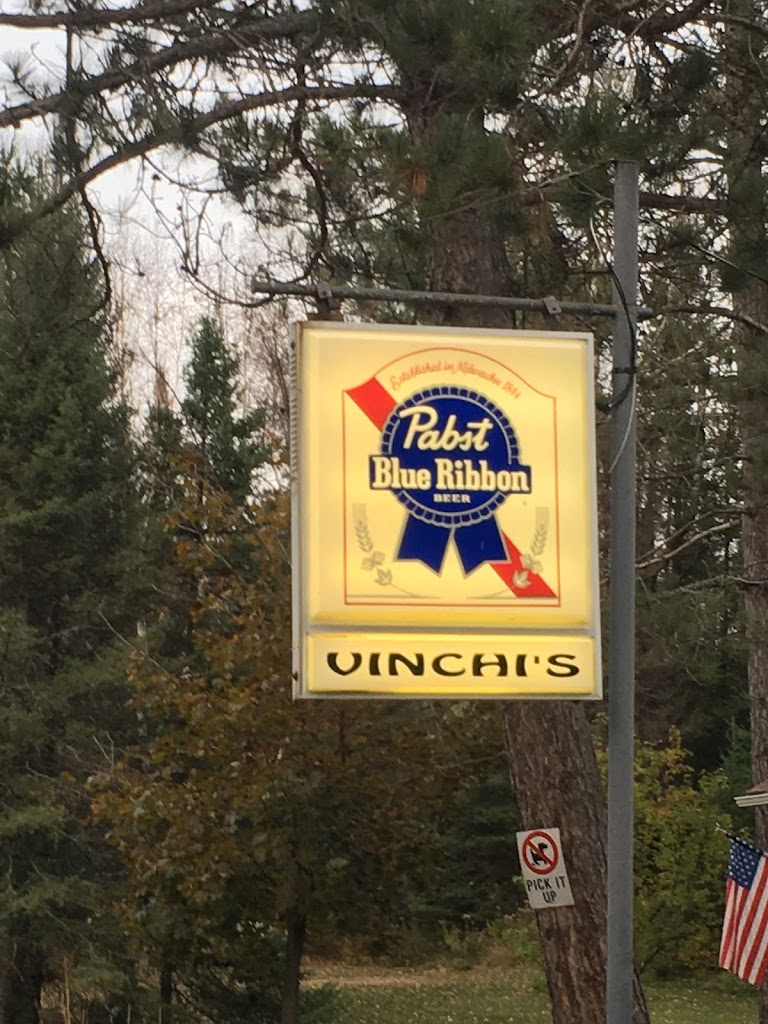 Established in Milwaukee 1844
Pabst
Blue Ribbon
BEER
VINCHI'S
PICK IT
UP